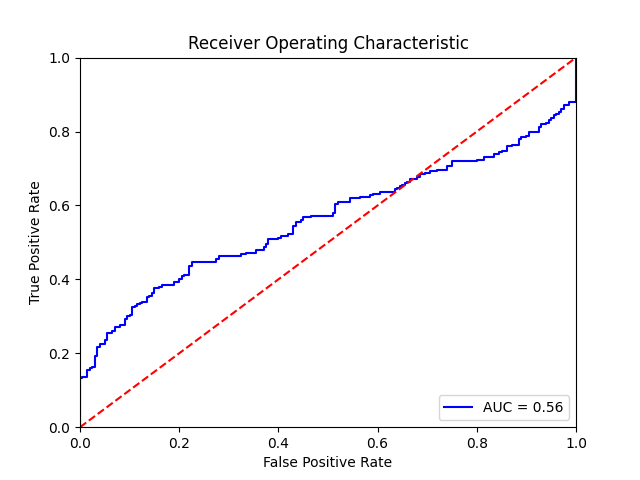 Receiver Operating Characteristic
True Positive Rate
1.0
0.8
0.6
0.4
0.2
0.0
AUC = 0.56
0.0 0.2 0.4 0.6 0.8 1.0
False Positive Rate